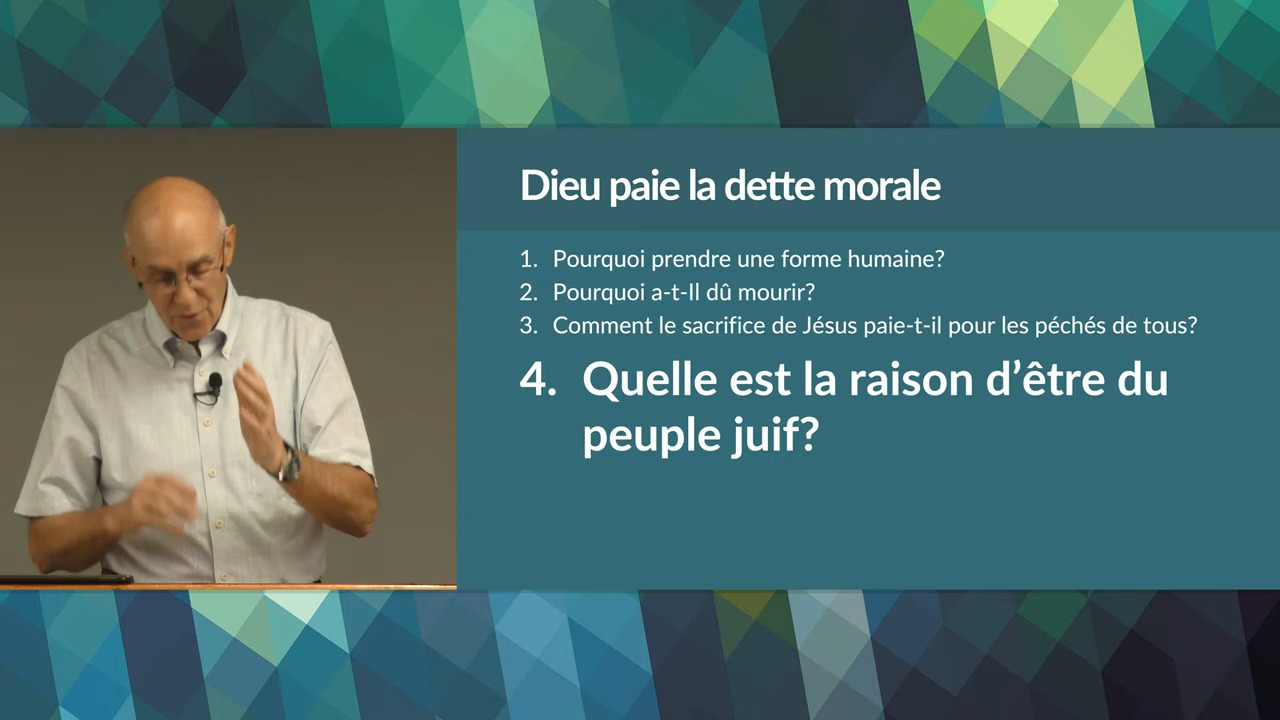 Dieu paie la dette morale
1. Pourquoi prendre une forme humaine?
2. Pourquoi a-t-Il dû mourir?
3. Comment le sacrifice de Jésus paie-t-il pour les péchés de tous?
4. Quelle est la raison d’être du
peuple juif?